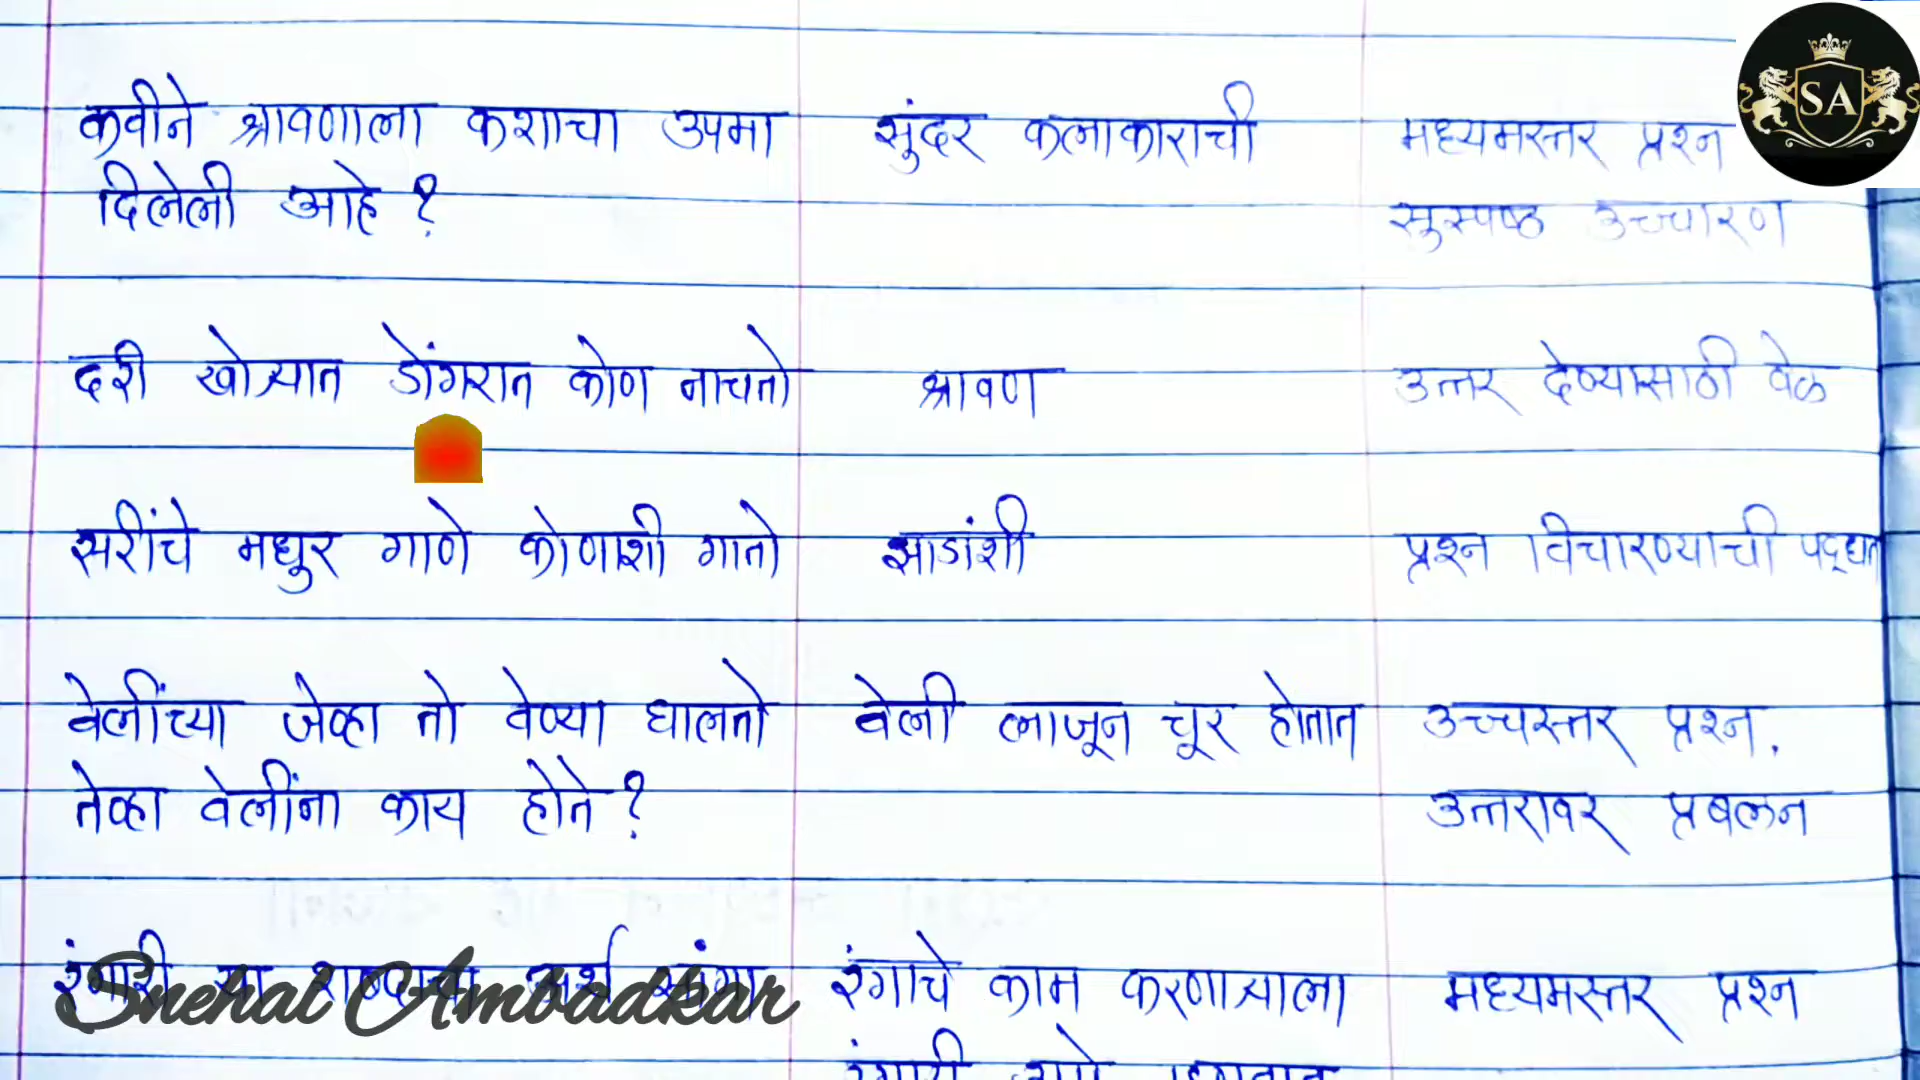 SA
कवीने श्रावणाला कशाचा उपमा सुंदर कलाकाराची मध्यमस्तर प्रश्न
दिलेली आहे ? सुस्पष्ठ उच्चारण
दरी खोऱ्यात डोंगरात कोण नाचतो श्रावण उत्तर देण्यासाठी वेळ
सरींचे मधुर गाणे कोणाशी गातो झाडांशी प्रश्न विचारण्याची
वेलींच्या जेव्हा तो वेण्या घालतो वेली लाजून चूर होतात उच्चस्तर प्रश्न.
तेव्हा वेलींना काय होते ? उत्तरावर प्रबलन
रंगारी या शब्दाचा अर्थ सांगा रंगाचे काम करणाऱ्याला मध्यमस्तर प्रश्न
Snehal Ambadkar